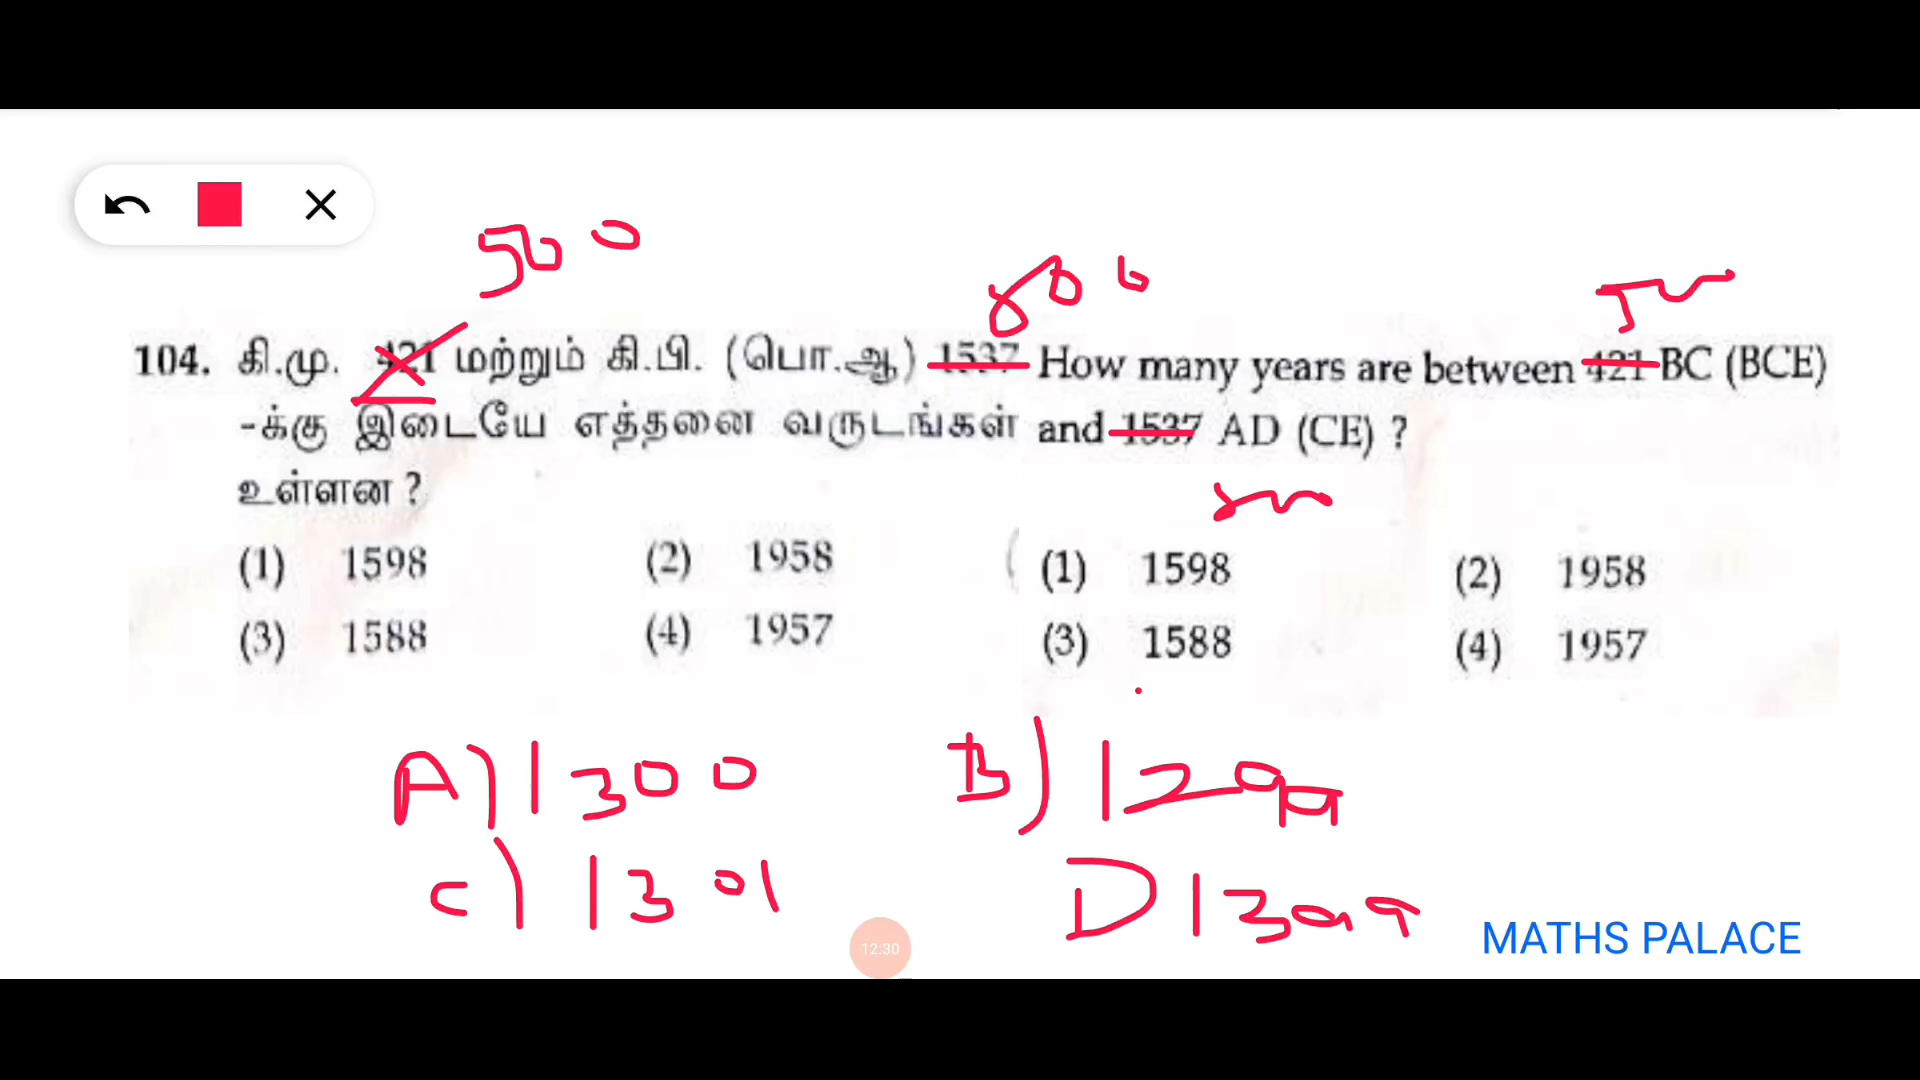 500
800
500
104. கி.மு. 421 மற்றும் கி.பி. (பொ.ஆ) 1537
-க்கு இடையே எத்தனை வருடங்கள்
உள்ளன ?
(1) 1598 (2) 1958
(3) 1588 (4) 1957
How many years are between 421 BC (BCE)
and 1537 AD (CE) ?
(1) 1598 (2) 1958
(3) 1588 (4) 1957
A) 1300 B) 1299
C) 1301 D 1399
12:30
MATHS PALACE